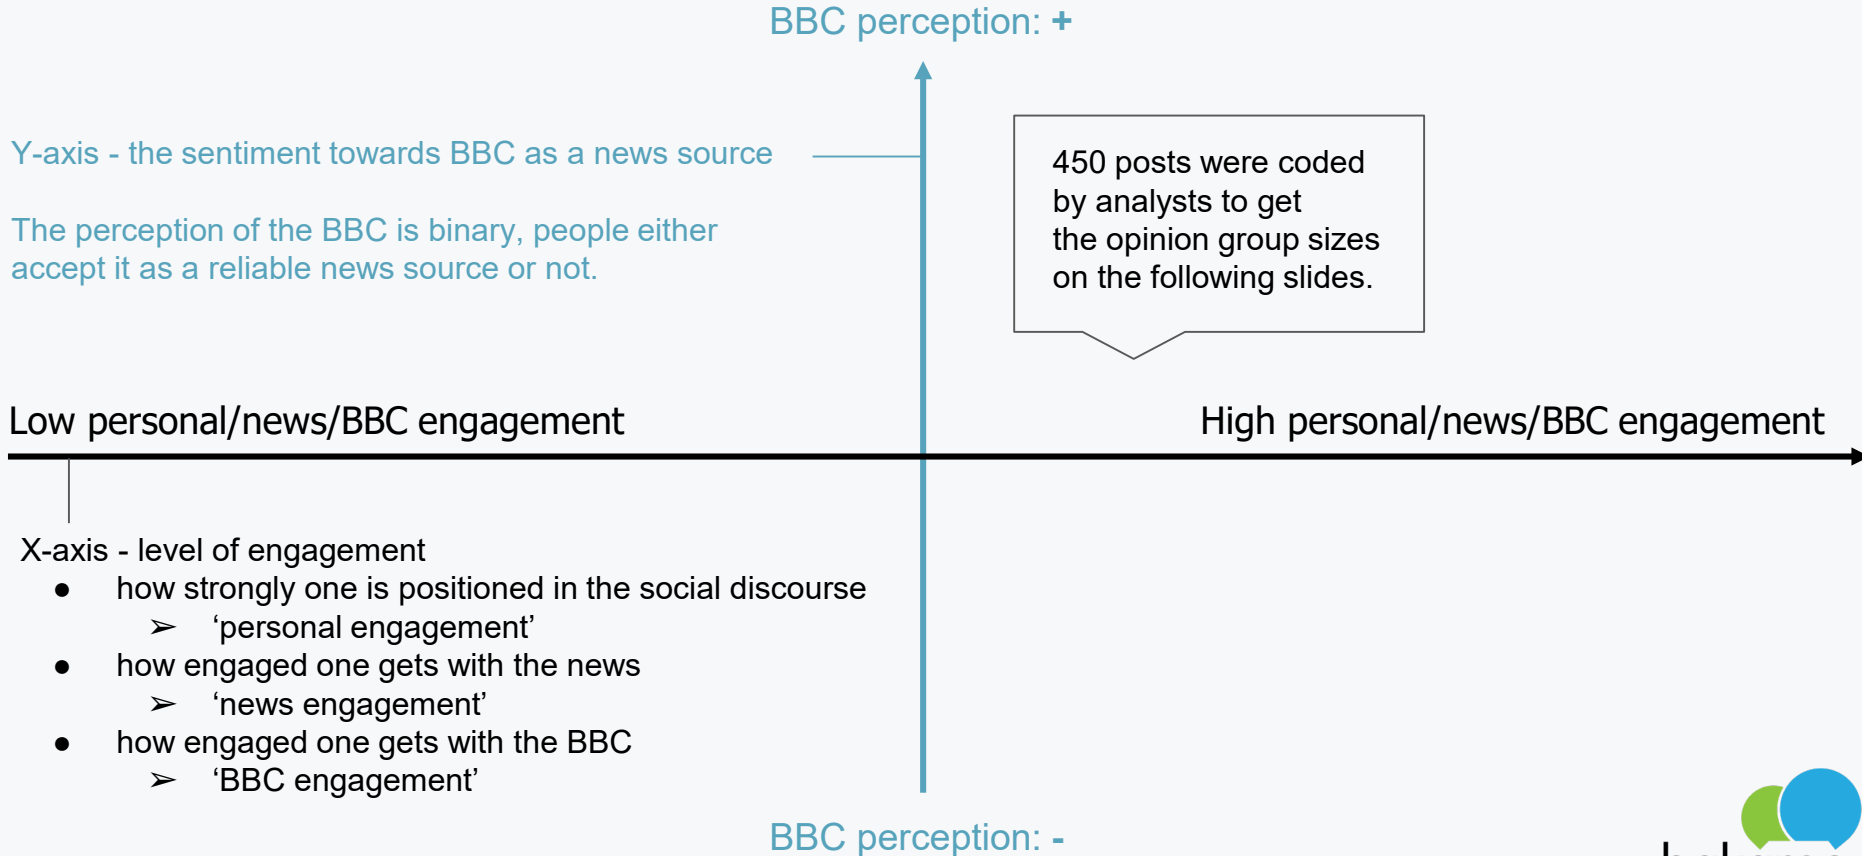 BBC perception: +
Y-axis - the sentiment towards BBC as a news source
The perception of the BBC is binary, people either
accept it as a reliable news source or not.
450 posts were coded
by analysts to get
the opinion group sizes
on the following slides.
Low personal/news/BBC engagement
High personal/news/BBC engagement
X-axis - level of engagement
● how strongly one is positioned in the social discourse
➢ ‘personal engagement’
● how engaged one gets with the news
➢ ‘news engagement’
● how engaged one gets with the BBC
➢ ‘BBC engagement’
BBC perception: -